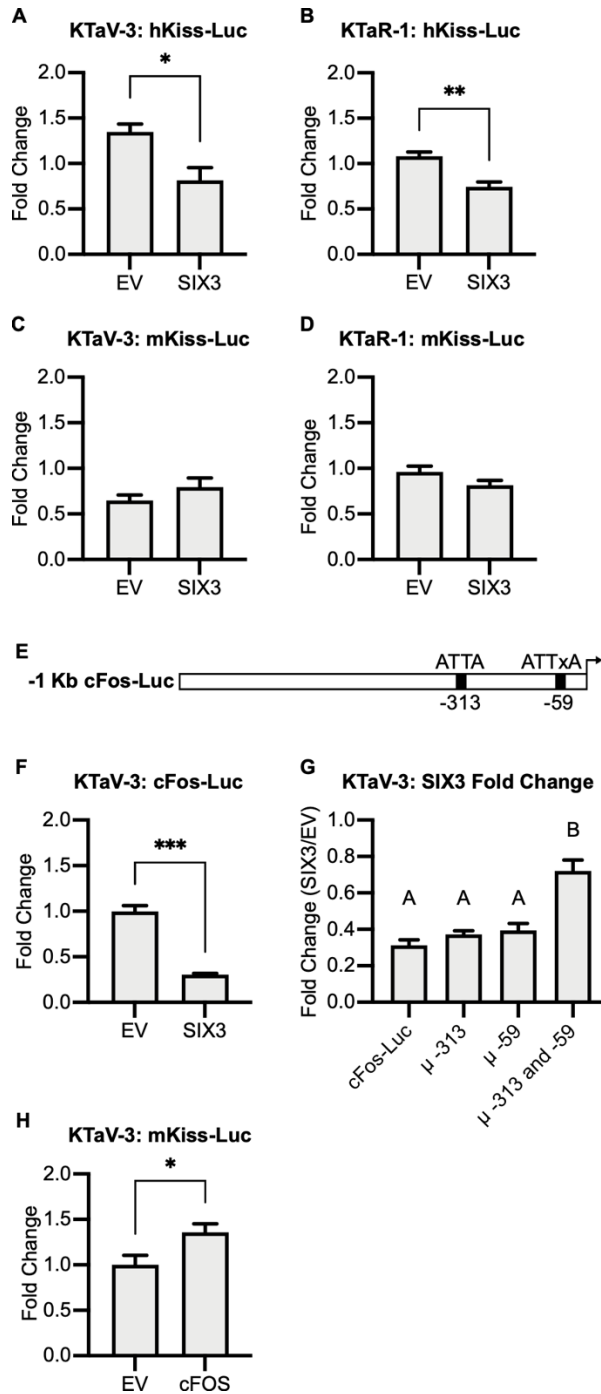 A
KTaV-3: hKiss-Luc
*
Fold Change
2.0
1.5
1.0
0.5
0.0
EV
SIX3
B
KTaR-1: hKiss-Luc
**
Fold Change
2.0
1.5
1.0
0.5
0.0
EV
SIX3
C
KTaV-3: mKiss-Luc
Fold Change
2.0
1.5
1.0
0.5
0.0
EV
SIX3
D
KTaR-1: mKiss-Luc
Fold Change
2.0
1.5
1.0
0.5
0.0
EV
SIX3
E
ATTA
ATTxA
-1 Kb cFos-Luc
-313
-59
F
KTaV-3: cFos-Luc
***
Fold Change
2.0
1.5
1.0
0.5
0.0
EV
SIX3
G
KTaV-3: SIX3 Fold Change
Fold Change (SIX3/EV)
1.0
0.8
0.6
0.4
0.2
0.0
A
A
A
B
cFos-Luc
µ -313
µ -59
µ -313 and -59
H
KTaV-3: mKiss-Luc
*
Fold Change
2.0
1.5
1.0
0.5
0.0
EV
cFOS